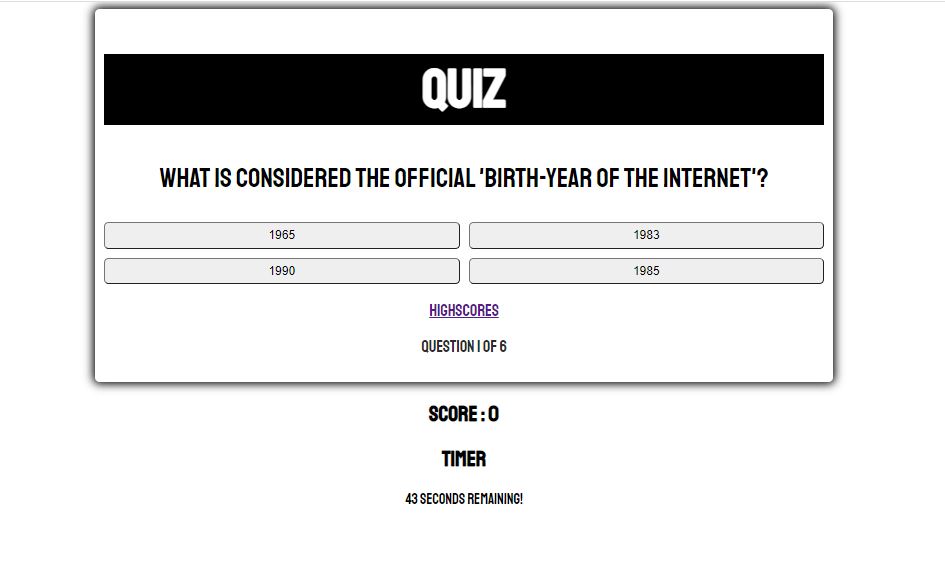 QUIZ
WHAT IS CONSIDERED THE OFFICIAL 'BIRTH-YEAR OF THE INTERNET'?
1965 1983
1990 1985
HIGHSCORES
QUESTION 1 OF 6
SCORE : 0
TIMER
43 SECONDS REMAINING!